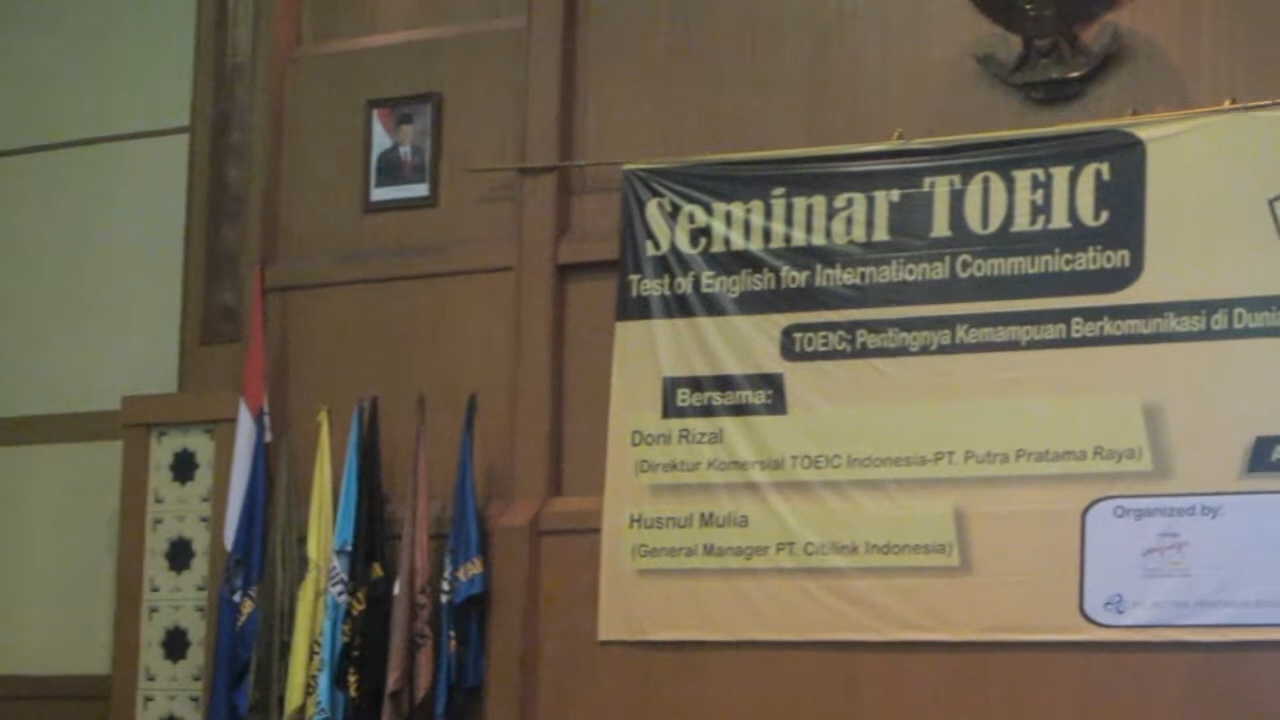 Seminar TOEIC
Test of English for International Communication
TOEIC; Pentingnya Kemampuan Berkomunikasi di Duni
Bersama:
Doni Rizal
(Direktur Komersial TOEIC Indonesia-PT. Putra Pratama Raya)
Husnul Mulia
(General Manager PT. Citilink Indonesia)
Organized by: